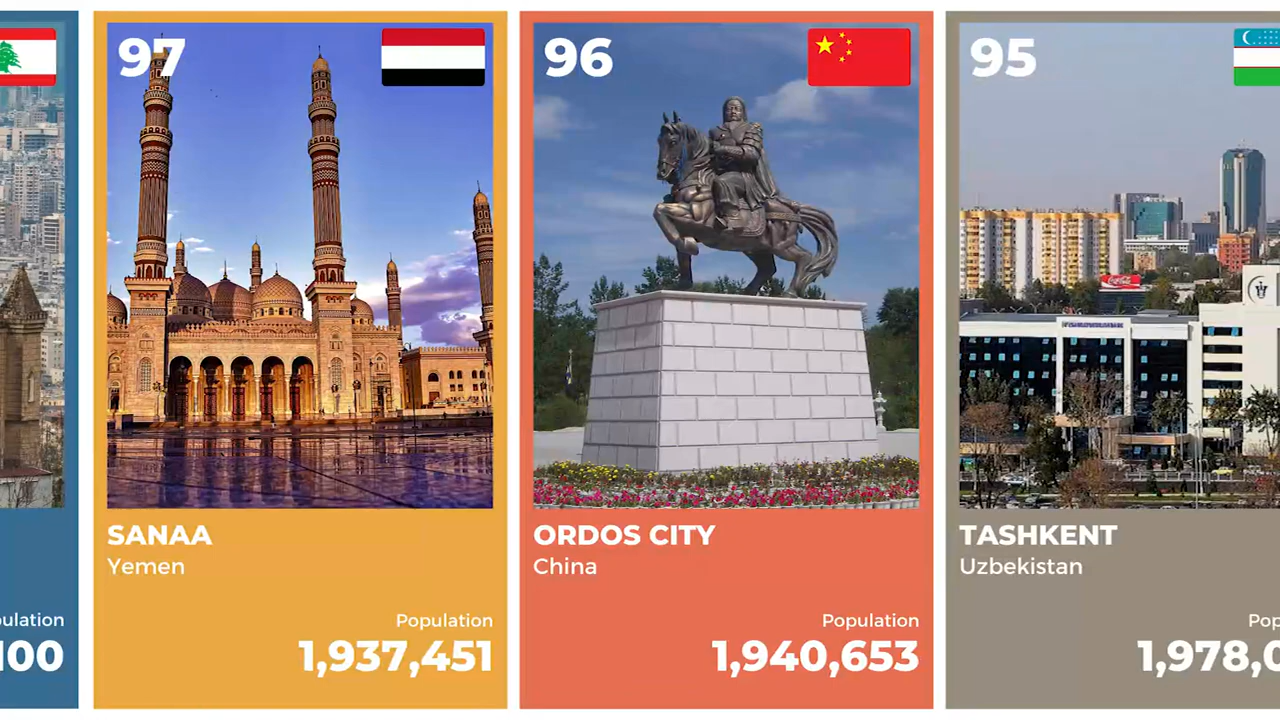 97
SANAA
Yemen
Population
1,937,451
96
ORDOS CITY
China
Population
1,940,653
95
TASHKENT
Uzbekistan